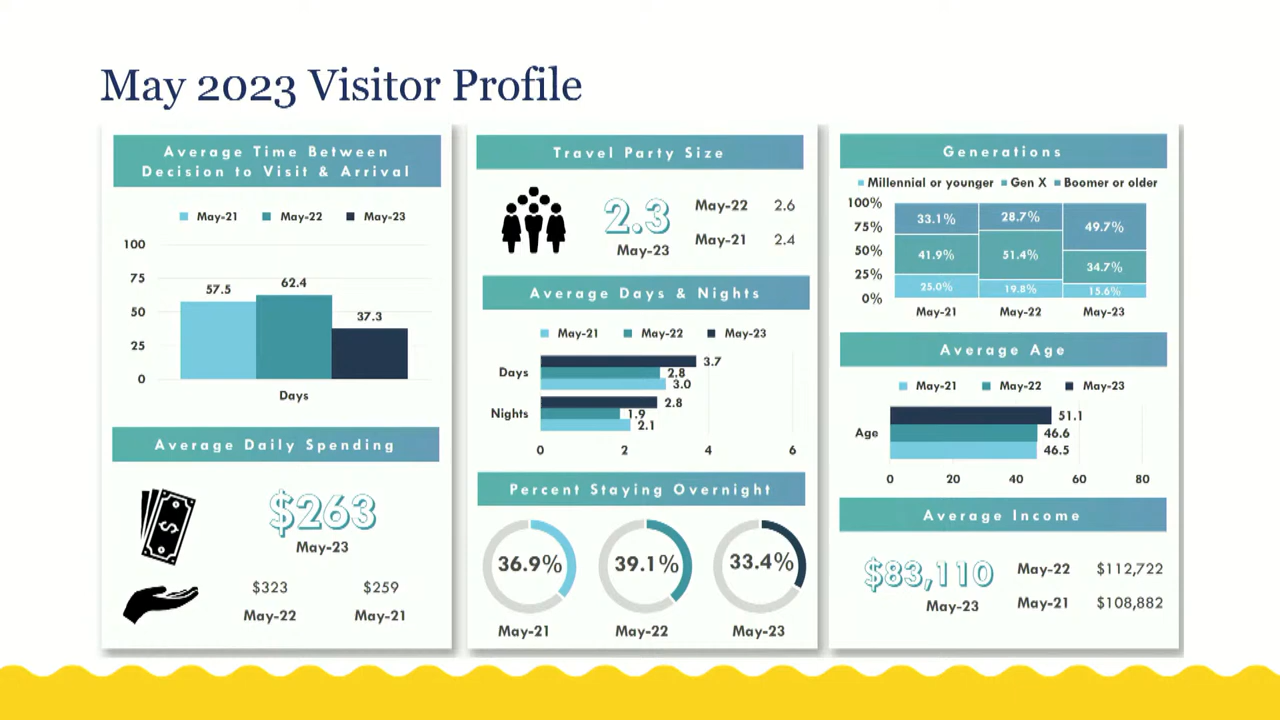 May 2023 Visitor Profile
Average Time Between
Decision to Visit & Arrival
May-21 May-22 May-23
100
75
50
25
0
57.5
62.4
37.3
Days
Average Daily Spending
$263
May-23
$323 $259
May-22 May-21
Travel Party Size
2.3
May-23
May-22 2.6
May-21 2.4
Average Days & Nights
May-21 May-22 May-23
Days
3.7
2.8
3.0
Nights
2.8
1.9
2.1
0 2 4 6
Percent Staying Overnight
36.9% 39.1% 33.4%
May-21 May-22 May-23
Generations
Millennial or younger Gen X Boomer or older
100%
75%
50%
25%
0%
33.1% 28.7% 49.7%
41.9% 51.4% 34.7%
25.0% 19.8% 15.6%
May-21 May-22 May-23
Average Age
May-21 May-22 May-23
Age
51.1
46.6
46.5
0 20 40 60 80
Average Income
$83,110
May-23
May-22 $112,722
May-21 $108,882